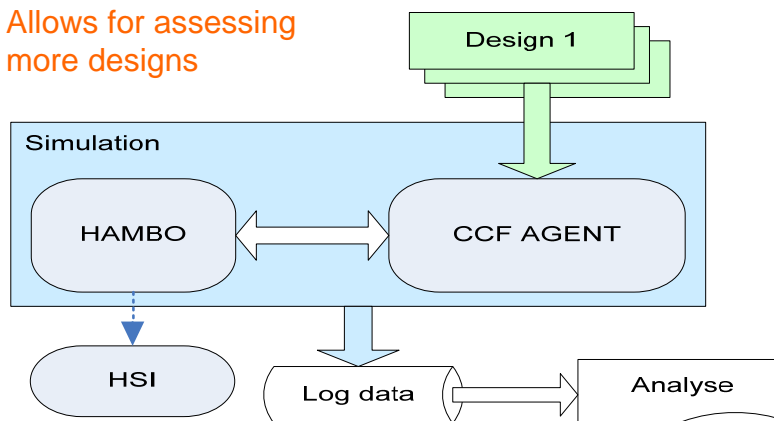 Allows for assessing
more designs
Design 1
Simulation
HAMBO
CCF AGENT
HSI
Log data
Analyse